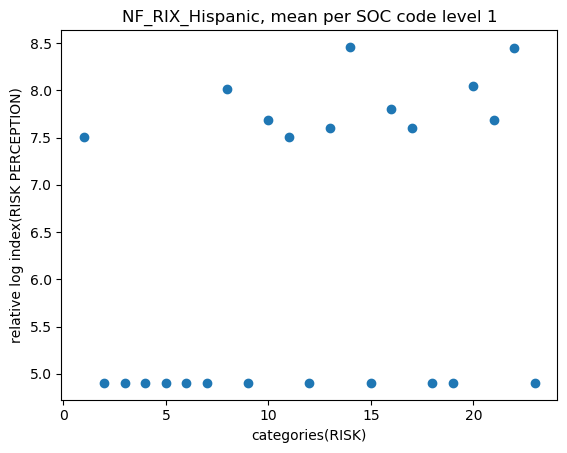 NF_RIX_Hispanic, mean per SOC code level 1
relative log index(RISK PERCEPTION)
8.5
8.0
7.5
7.0
6.5
6.0
5.5
5.0
0 5 10 15 20
categories(RISK)